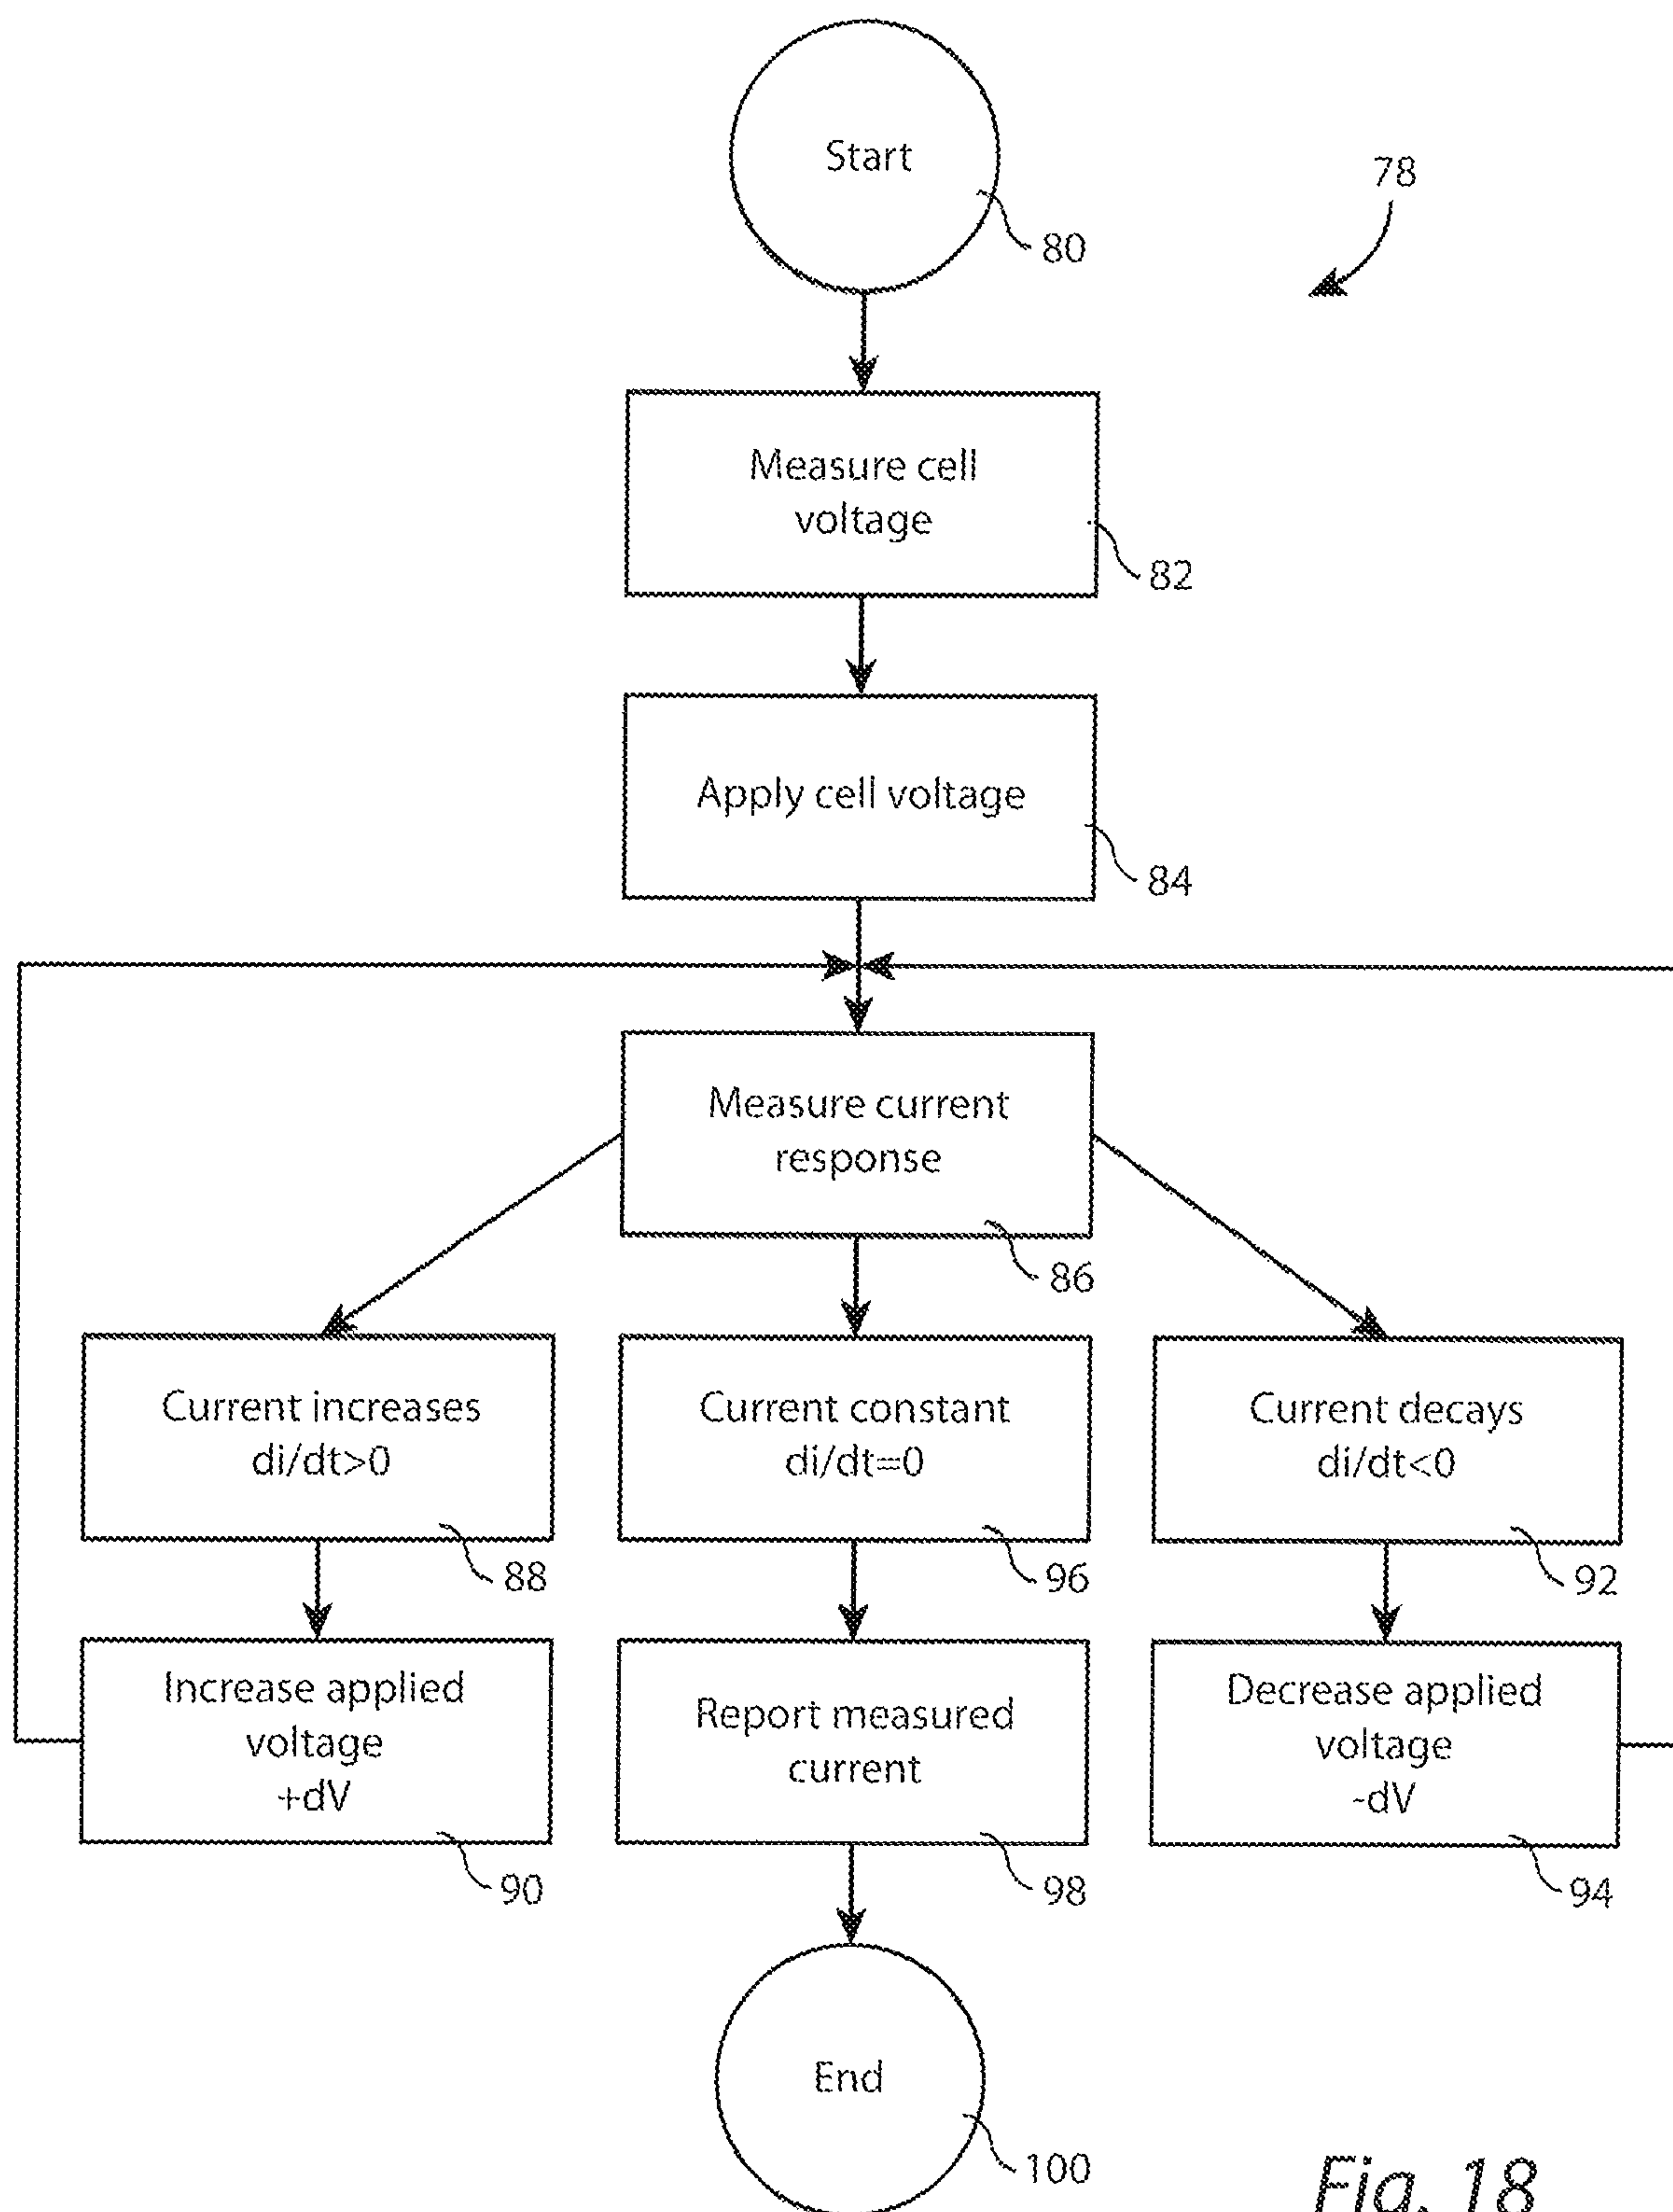 Start
80
78
Measure cell
voltage
82
Apply cell voltage
84
Measure current
response
86
Current increases
di/dt>0
88
Current constant
di/dt=0
96
Current decays
di/dt<0
92
Increase applied
voltage
+dV
90
Report measured
current
98
Decrease applied
voltage
-dV
94
End
100
Fig. 18